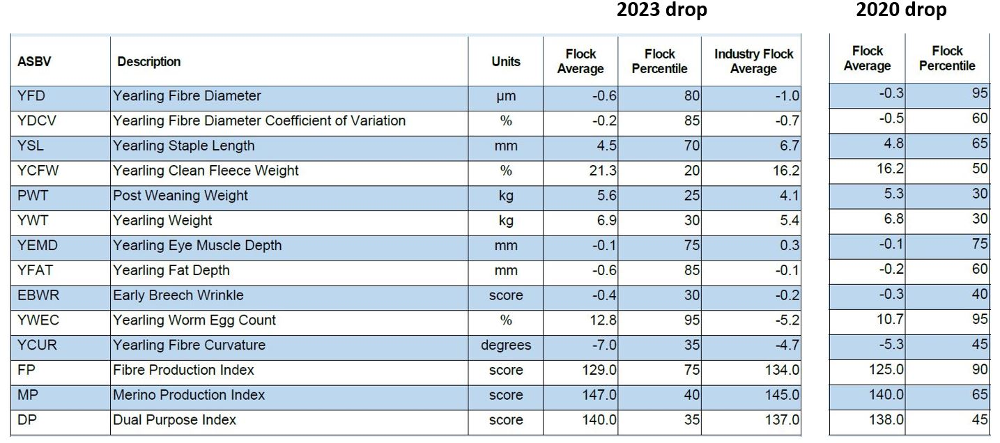 2023 drop 2020 drop
ASBV Description Units Flock Average Flock Percentile Industry Flock Average Flock Average Flock Percentile
YFD Yearling Fibre Diameter µm -0.6 80 -1.0 -0.3 95
YDCV Yearling Fibre Diameter Coefficient of Variation % -0.2 85 -0.7 -0.5 60
YSL Yearling Staple Length mm 4.5 70 6.7 4.8 65
YCFW Yearling Clean Fleece Weight % 21.3 20 16.2 16.2 50
PWT Post Weaning Weight kg 5.6 25 4.1 5.3 30
YWT Yearling Weight kg 6.9 30 5.4 6.8 30
YEMD Yearling Eye Muscle Depth mm -0.1 75 0.3 -0.1 75
YFAT Yearling Fat Depth mm -0.6 85 -0.1 -0.2 60
EBWR Early Breech Wrinkle score -0.4 30 -0.2 -0.3 40
YWEC Yearling Worm Egg Count % 12.8 95 -5.2 10.7 95
YCUR Yearling Fibre Curvature degrees -7.0 35 -4.7 -5.3 45
FP Fibre Production Index score 129.0 75 134.0 125.0 90
MP Merino Production Index score 147.0 40 145.0 140.0 65
DP Dual Purpose Index score 140.0 35 137.0 138.0 45